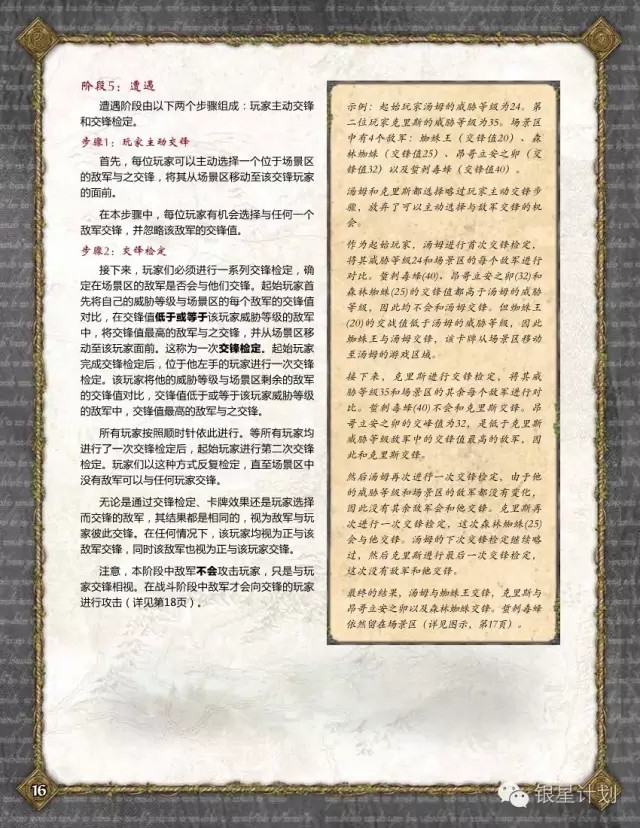 阶段5：遭遇
遭遇阶段由以下两个步骤组成：玩家主动交锋
和交锋检定。
步骤1：玩家主动交锋
首先，每位玩家可以主动选择一个位于场景区
的敌军与之交锋，将其从场景区移动至该交锋玩家
的面前。
在本步骤中，每位玩家有机会选择与任何一个
敌军交锋，并忽略该敌军的交锋值。
步骤2：交锋检定
接下来，玩家们必须进行一系列交锋检定，确
定在场景区的敌军是否会与他们交锋。起始玩家首
先将自己的威胁等级与场景区的每个敌军的交锋值
对比，在交锋值低于或等于该玩家威胁等级的敌军
中，将交锋值最高的敌军与之交锋，并从场景区移
动至该玩家面前。这称为一次交锋检定。起始玩家
完成交锋检定后，位于他左手的玩家进行一次交锋
检定。该玩家将他的威胁等级与场景区剩余的敌军
的交锋值对比，交锋值低于或等于该玩家威胁等级
的敌军中，交锋值最高的敌军与之交锋。
所有玩家按照顺时针依此进行。等所有玩家均
进行了一次交锋检定后，起始玩家进行第二次交锋
检定。玩家们以这种方式反复检定，直至场景区中
没有敌军可以与任何玩家交锋。
无论是通过交锋检定、卡牌效果还是玩家选择
而交锋的敌军，其结果都是相同的，视为敌军与玩
家彼此交锋。在任何情况下，该玩家均视为正与该
敌军交锋，同时该敌军也视为正与该玩家交锋。
注意，本阶段中敌军不会攻击玩家，只是与玩
家交锋相视。在战斗阶段中敌军才会向交锋的玩家
进行攻击（详见第18页）。
示例：起始玩家汤姆的威胁等级为24。第
二位玩家克里斯的威胁等级为35。场景区
中有4个敌军：蜘蛛王（交锋值20）、森
林蜘蛛（交锋值25）、昂哥立安之卵（交
锋值32）以及蜇刺毒蜂（交锋值40）。
汤姆和克里斯都选择略过玩家主动交锋步
骤，放弃了可以主动选择与敌军交锋的机
会。
作为起始玩家，汤姆进行首次交锋检定，
将其威胁等级24和场景区的每个敌军进行
对比。蜇刺毒蜂(40)、昂哥立安之卵(32)和
森林蜘蛛(25)的交锋值都高于汤姆的威胁
等级，因此均不会和汤姆交锋。但蜘蛛王
(20)的交战值低于汤姆的威胁等级，因此
蜘蛛王与汤姆交锋，该卡牌从场景区移动
至汤姆的游戏区域。
接下来，克里斯进行交锋检定，将其威
胁等级35和场景区的其余每个敌军进行对
比。蜇刺毒蜂(40)不会和克里斯交锋。昂
哥立安之卵的交峰值为32，是低于克里斯
威胁等级敌军中的交锋值最高的敌军，因
此和克里斯交锋。
然后汤姆再次进行一次交锋检定，由于他
的威胁等级和场景区的敌军都没有变化，
因此没有其余敌军会和他交锋。克里斯再
次进行一次交锋检定，这次森林蜘蛛(25)
会与他交锋。汤姆的下次交锋检定继续略
过，然后克里斯进行最后一次交锋检定，
这次没有敌军和他交锋。
最终的结果，汤姆与蜘蛛王交锋，克里斯与
昂哥立安之卵以及森林蜘蛛交锋。蜇刺毒蜂
依然留在场景区（详见图示，第17页）。
16
银星计划